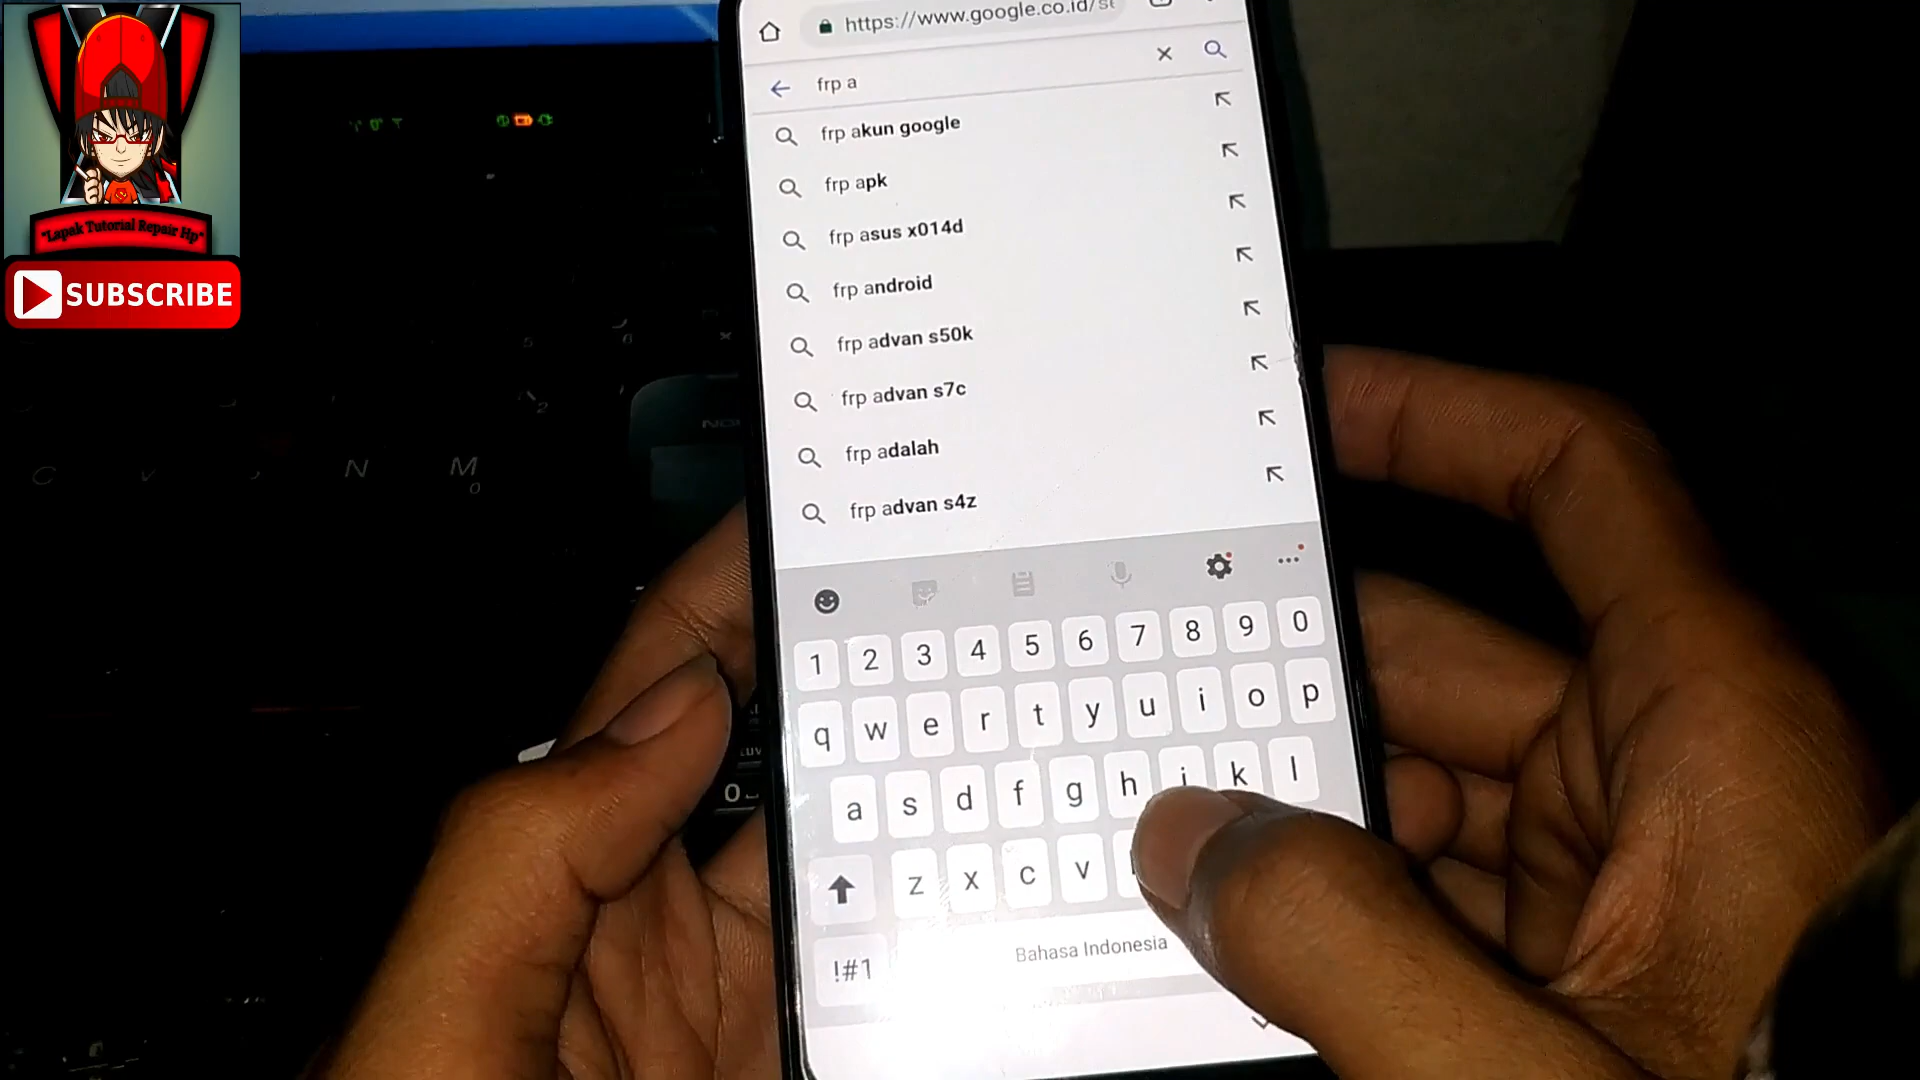 "Lapak Tutorial Repair Hp"
SUBSCRIBE
https://www.google.co.id/se
frp a
frp akun google
frp apk
frp asus x014d
frp android
frp advan s50k
frp advan s7c
frp adalah
frp advan s4z
1 2 3 4 5 6 7 8 9 0
q w e r t y u i o p
a s d f g h j k l
z x c v
!#1 Bahasa Indonesia
C V N M
0